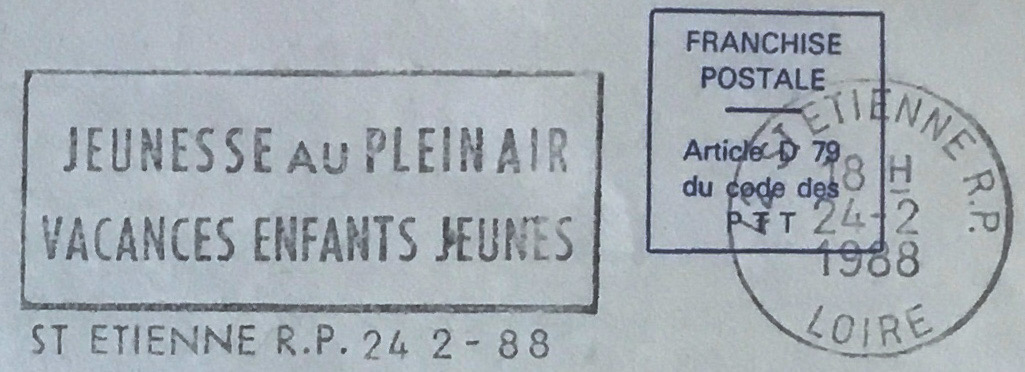 JEUNESSE AU PLEIN AIR
VACANCES ENFANTS JEUNES
ST ETIENNE R.P. 24 2-88
FRANCHISE
POSTALE
Article D 79
du code des
P T T
ST ETIENNE R.P.
18 H
24-2
1988
LOIRE